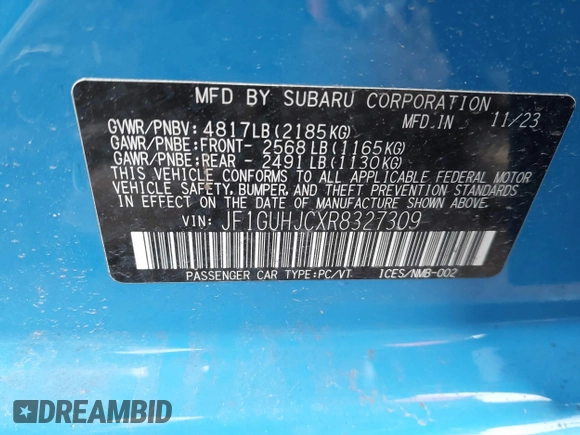 MFD BY SUBARU CORPORATION
MFD. IN 11/23
GVWR/PNBV: 4817LB(2185KG)
GAWR/PNBE:FRONT- 2568LB(1165KG)
GAWR/PNBE:REAR - 2491LB(1130KG)
THIS VEHICLE CONFORMS TO ALL APPLICABLE FEDERAL MOTOR
VEHICLE SAFETY, BUMPER, AND THEFT PREVENTION STANDARDS
IN EFFECT ON THE DATE OF MANUFACTURE SHOWN ABOVE.
VIN: JF1GUHJCXR8327309
PASSENGER CAR TYPE:PC/VT ICES/NMB-002
DREAMBID